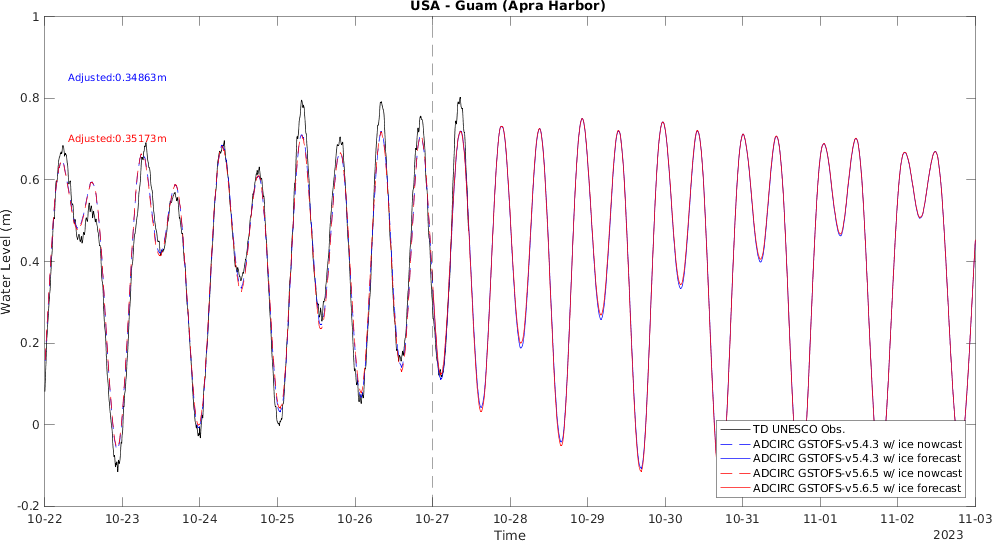 USA - Guam (Apra Harbor)
1
0.8
0.6
0.4
0.2
0
-0.2
Water Level (m)
Adjusted:0.34863m
Adjusted:0.35173m
TD UNESCO Obs.
ADCIRC GSTOFS-v5.4.3 w/ ice nowcast
ADCIRC GSTOFS-v5.4.3 w/ ice forecast
ADCIRC GSTOFS-v5.6.5 w/ ice nowcast
ADCIRC GSTOFS-v5.6.5 w/ ice forecast
10-22 10-23 10-24 10-25 10-26 10-27 10-28 10-29 10-30 10-31 11-01 11-02 11-03
Time
2023